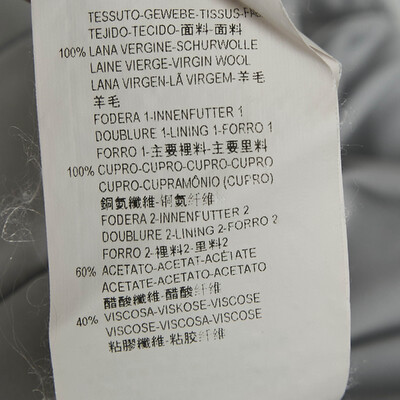 TESSUTO-GEWEBE-TISSUS-
TEJIDO-TECIDO-面料-面料
100% LANA VERGINE-SCHURWOLLE
LAINE VIERGE-VIRGIN WOOL
LANA VIRGEN-LÃ VIRGEM-羊毛
羊毛
FODERA 1-INNENFUTTER 1
DOUBLURE 1-LINING 1-FORRO 1
FORRO 1-主要裡料-主要里料
100% CUPRO-CUPRO-CUPRO-CUPRO
CUPRO-CUPRAMÔNIO (CUPRO)
銅氨纖維-铜氨纤维
FODERA 2-INNENFUTTER 2
DOUBLURE 2-LINING 2-FORRO 2
FORRO 2-裡料2-里料2
60% ACETATO-ACETAT-ACÉTATE
ACETATE-ACETATO-ACETATO
醋酸纖維-醋酸纤维
40% VISCOSA-VISKOSE-VISCOSE
VISCOSE-VISCOSA-VISCOSE
粘膠纖維-粘胶纤维